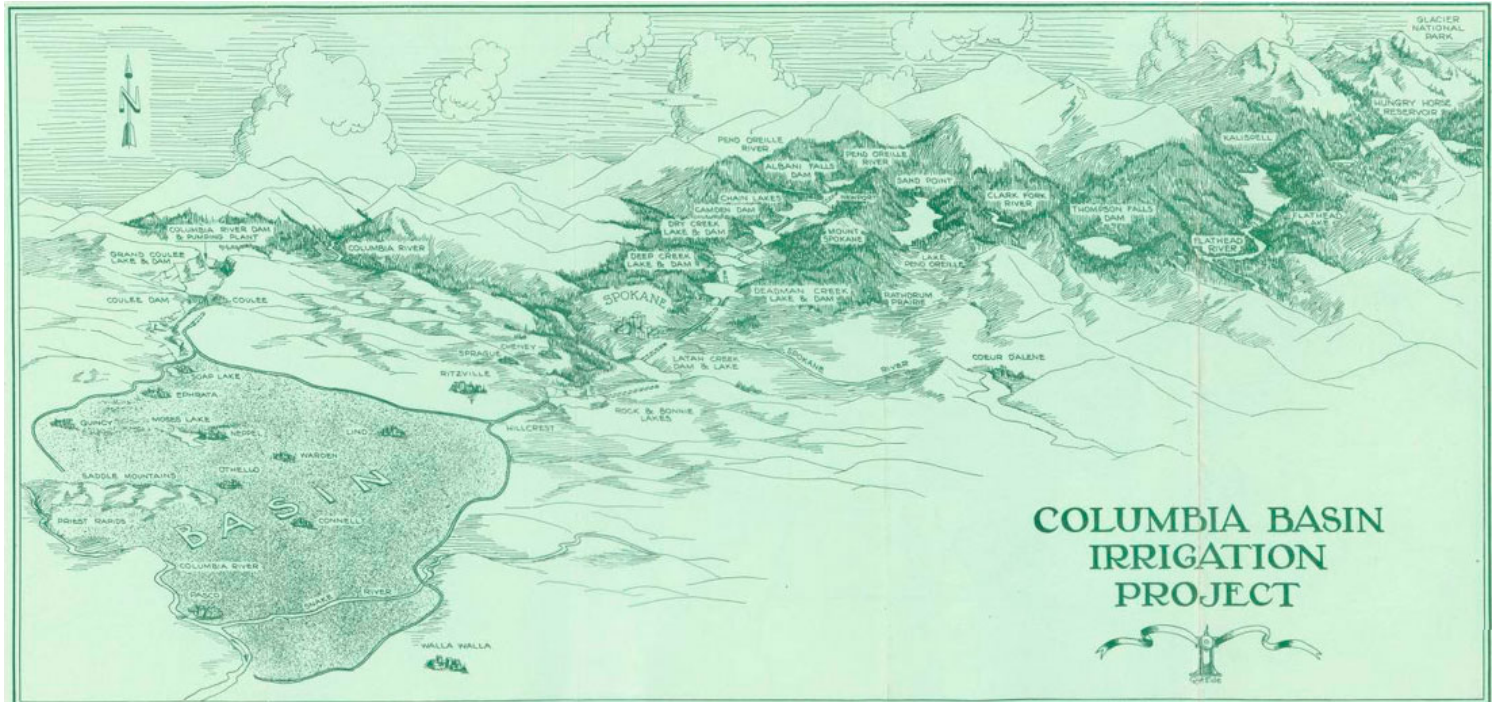 GLACIER
NATIONAL
PARK
HUNGRY HORSE
RESERVOIR
KALISPELL
N
PEND OREILLE
RIVER
ALBANI FALLS
DAM
PEND OREILLE
RIVER
SAND POINT
CLARK FORK
RIVER
THOMPSON FALLS
DAM
FLATHEAD
LAKE
FLATHEAD
RIVER
CHAIN LAKES
CAMDEN DAM
NEWPORT
DRY CREEK
LAKE & DAM
MOUNT
SPOKANE
DEEP CREEK
LAKE & DAM
LAKE
PEND OREILLE
DEADMAN CREEK
LAKE & DAM
RATHDRUM
PRAIRIE
COLUMBIA RIVER DAM
& PUMPING PLANT
COLUMBIA RIVER
GRAND COULEE
LAKE & DAM
COULEE DAM
COULEE
SPOKANE
CHENEY
SPRAGUE
RITZVILLE
LATAH CREEK
DAM & LAKE
SPOKANE RIVER
COEUR D'ALENE
ROCK & BONNIE
LAKES
HILLCREST
SOAP LAKE
EPHRATA
QUINCY
MOSES LAKE
NEPPEL
LIND
WARDEN
OTHELLO
SADDLE MOUNTAINS
PRIEST RAPIDS
BASIN
CONNELL
COLUMBIA RIVER
PASCO
SNAKE RIVER
WALLA WALLA
COLUMBIA BASIN
IRRIGATION
PROJECT